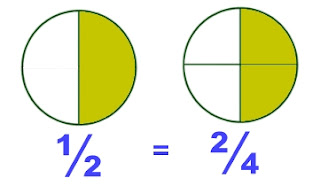 1/2 = 2/4